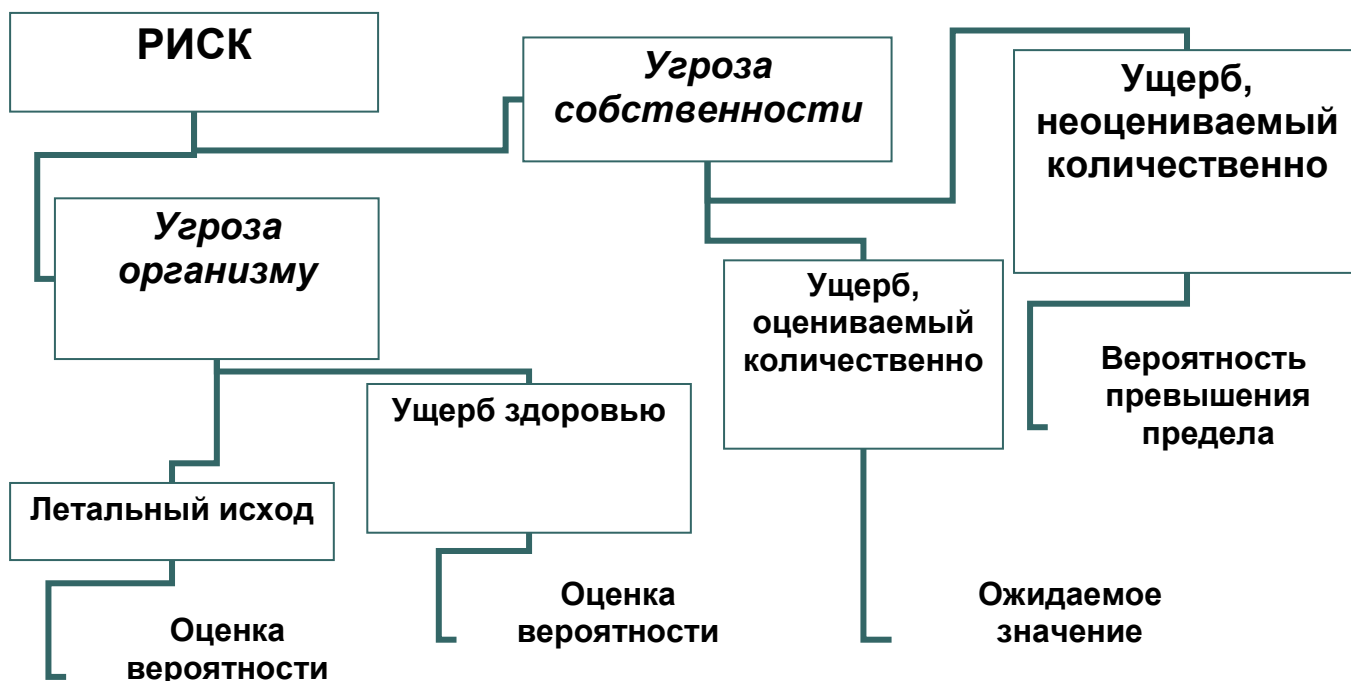 РИСК
Угроза
собственности
Ущерб,
неоцениваемый
количественно
Угроза
организму
Ущерб,
оцениваемый
количественно
Вероятность
превышения
предела
Ущерб здоровью
Летальный исход
Оценка
вероятности
Оценка
вероятности
Ожидаемое
значение